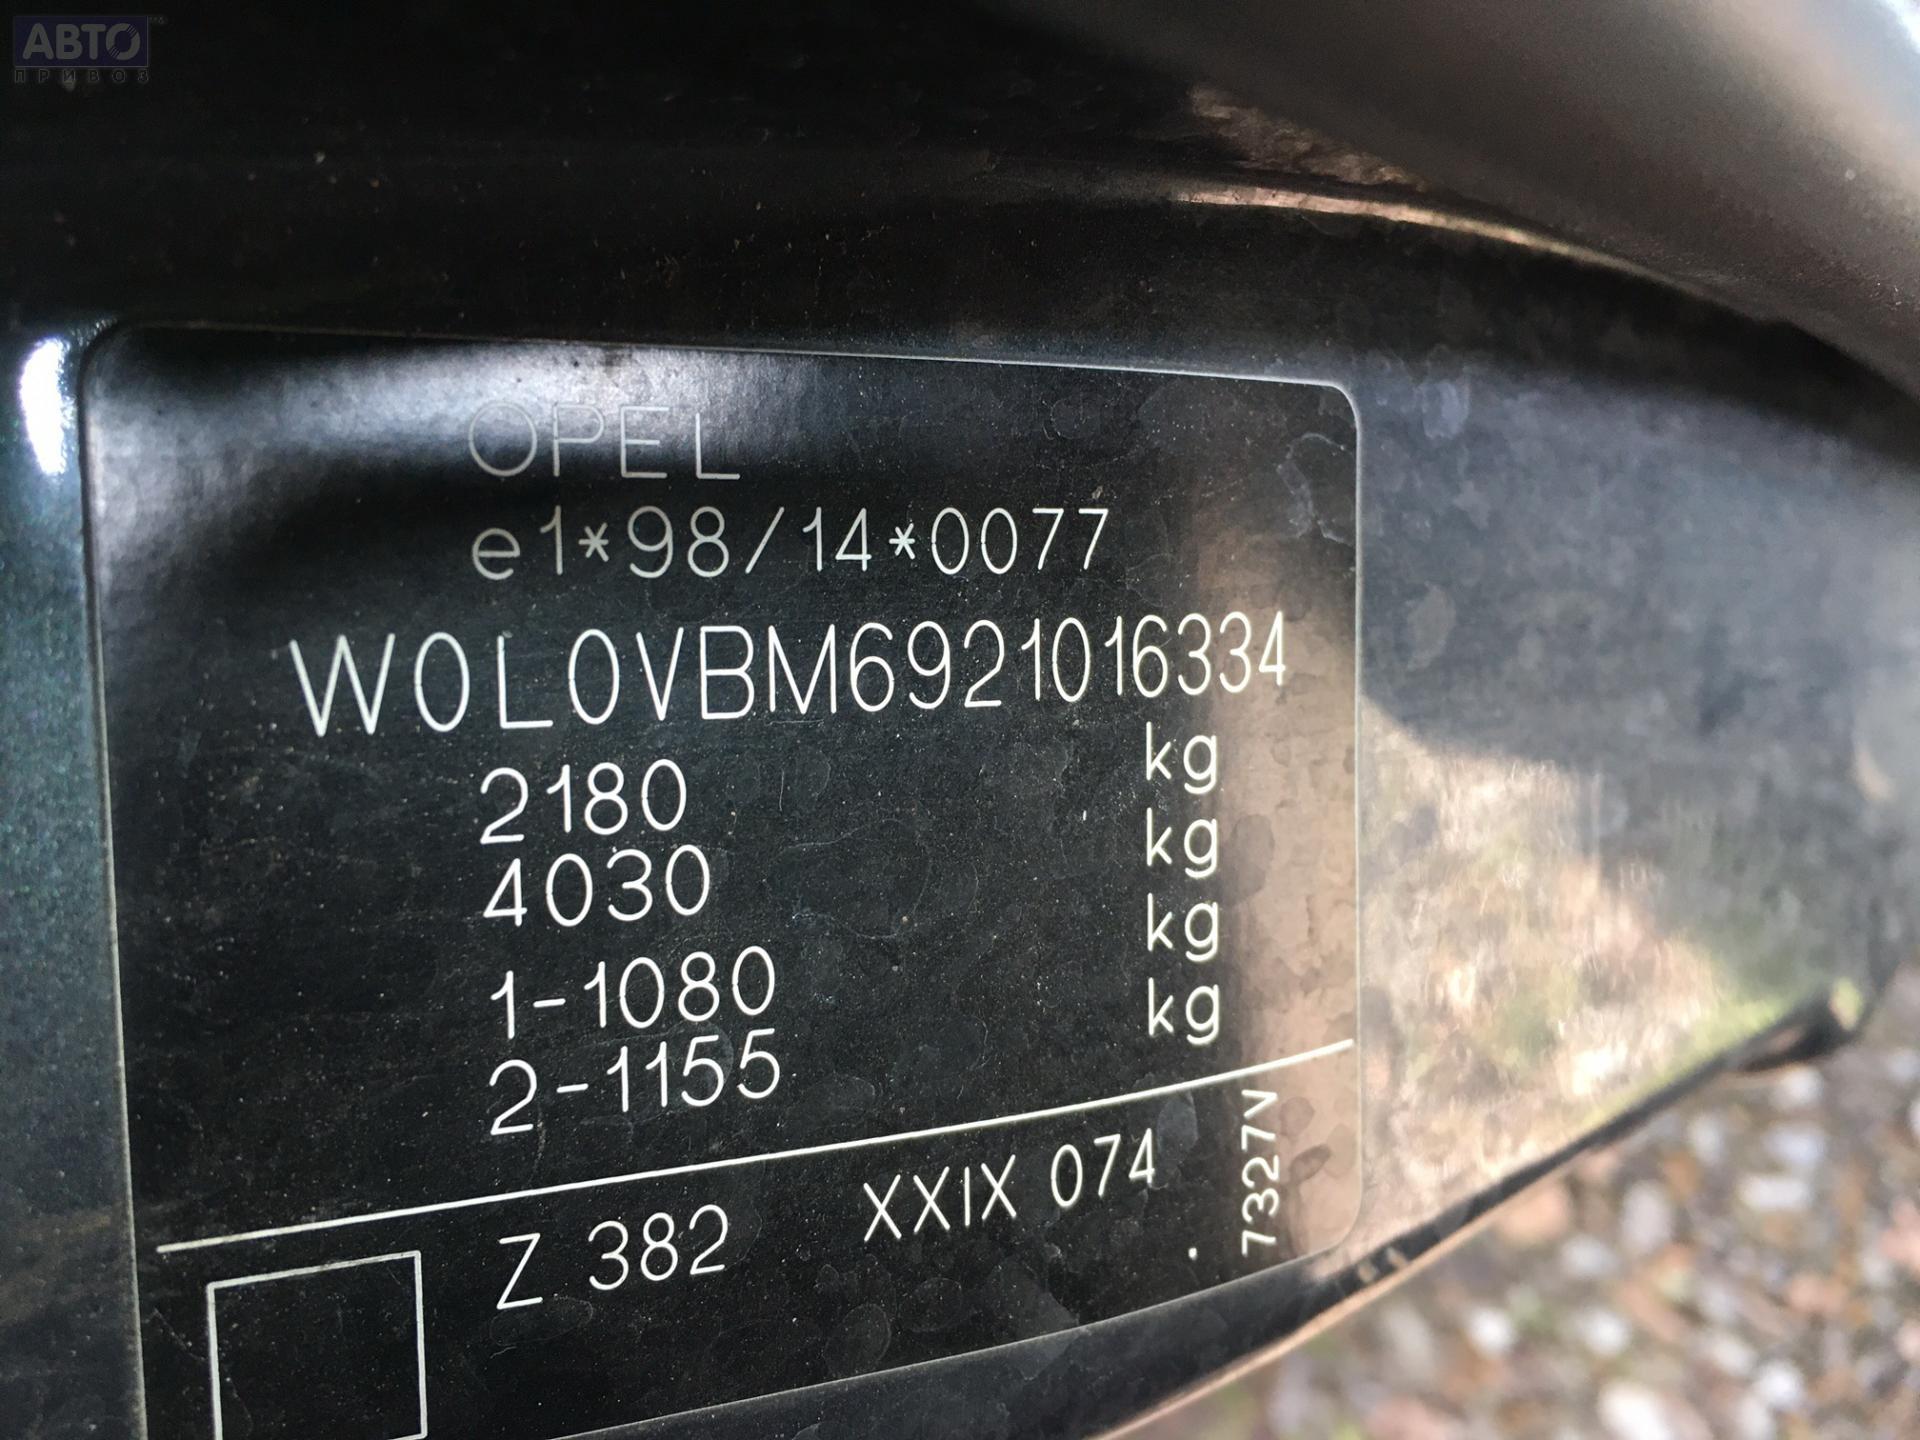 АВТО
ПРИВОЗ
OPEL
e1*98/14*0077
W0L0VBM6921016334
2180 kg
4030 kg
1-1080 kg
2-1155 kg
Z 382 XXIX 074 .
7327V